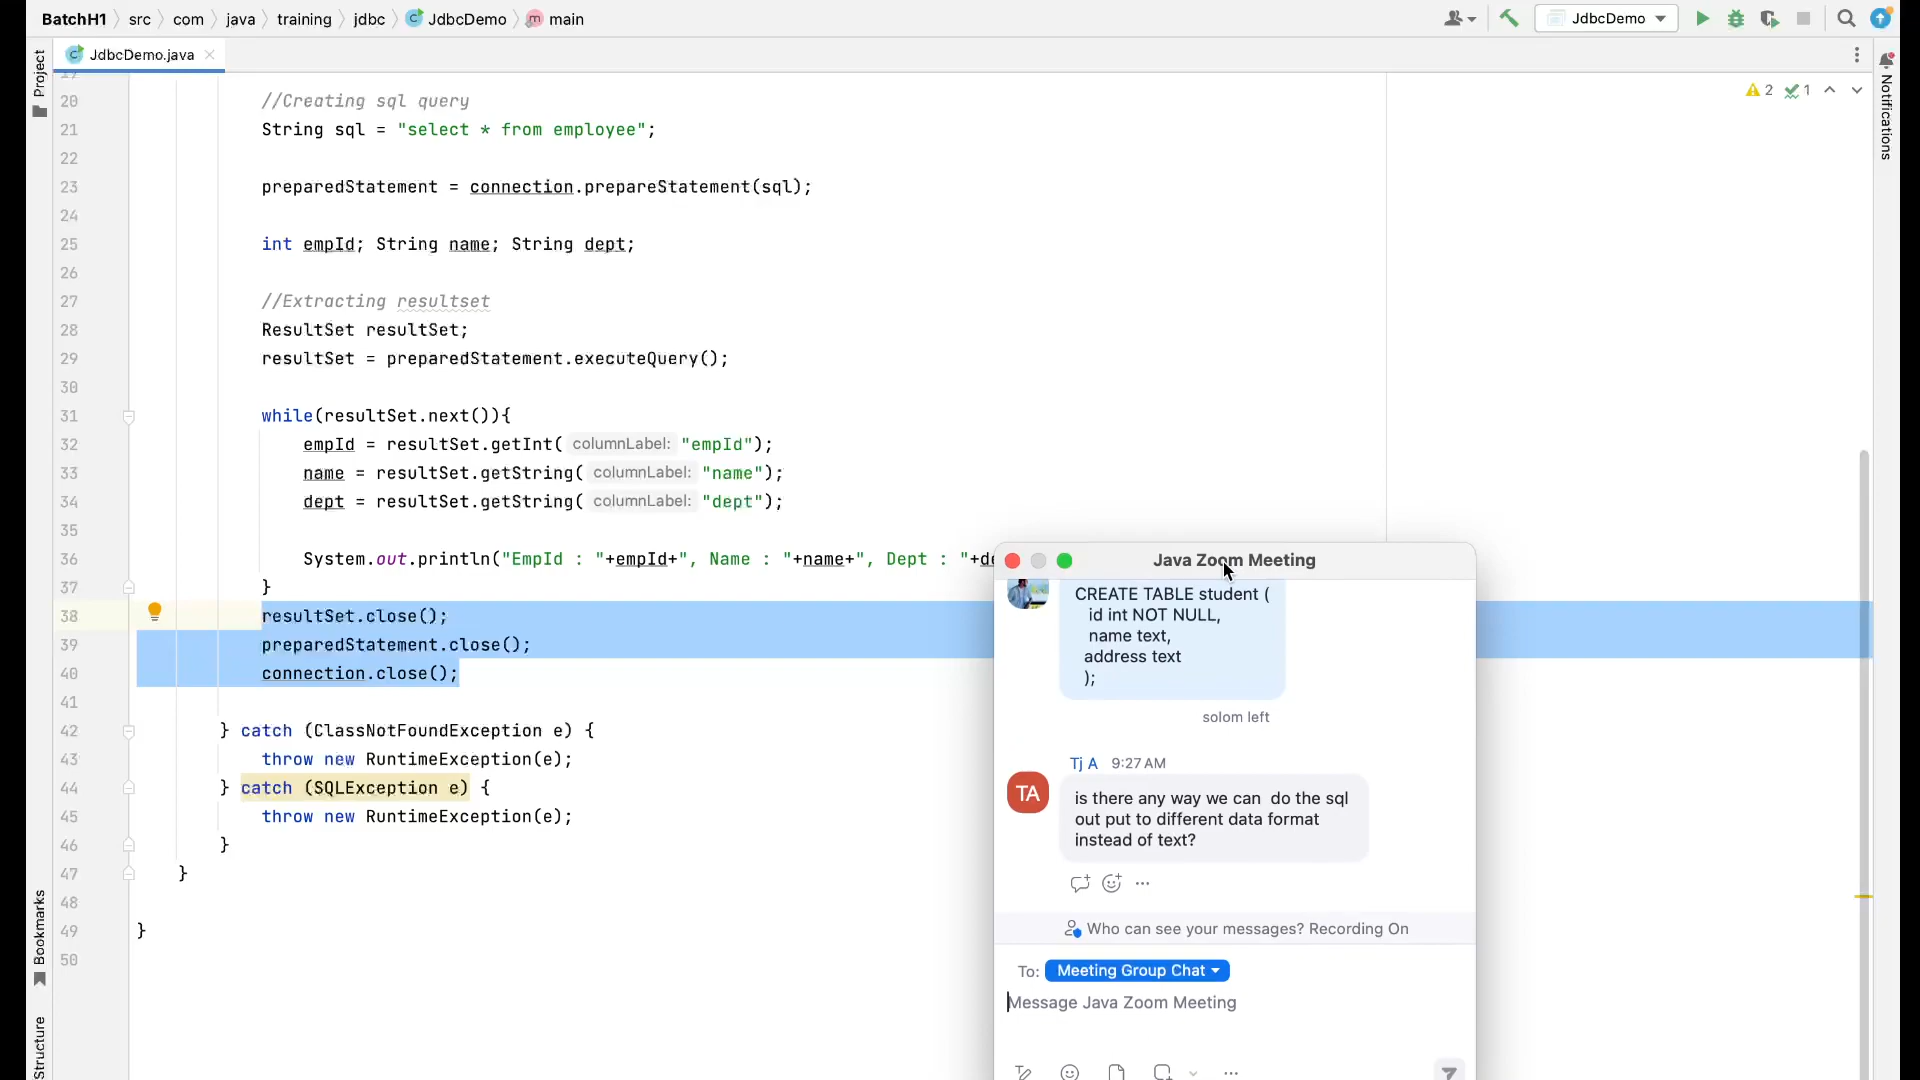 BatchH1 src com java training jdbc JdbcDemo main
JdbcDemo
Project
JdbcDemo.java
Notifications
2 1
20 //Creating sql query
21 String sql = "select * from employee";
22
23 preparedStatement = connection.prepareStatement(sql);
24
25 int empId; String name; String dept;
26
27 //Extracting resultset
28 ResultSet resultSet;
29 resultSet = preparedStatement.executeQuery();
30
31 while(resultSet.next()){
32 empId = resultSet.getInt( columnLabel: "empId");
33 name = resultSet.getString( columnLabel: "name");
34 dept = resultSet.getString( columnLabel: "dept");
35
36 System.out.println("EmpId : "+empId+", Name : "+name+", Dept : "+de
37 }
38 resultSet.close();
39 preparedStatement.close();
40 connection.close();
41
42 } catch (ClassNotFoundException e) {
43 throw new RuntimeException(e);
44 } catch (SQLException e) {
45 throw new RuntimeException(e);
46 }
47 }
48
49 }
50
Bookmarks
Structure
Java Zoom Meeting
CREATE TABLE student (
id int NOT NULL,
name text,
address text
);
solom left
Tj A 9:27 AM
TA
is there any way we can do the sql
out put to different data format
instead of text?
Who can see your messages? Recording On
To: Meeting Group Chat
Message Java Zoom Meeting